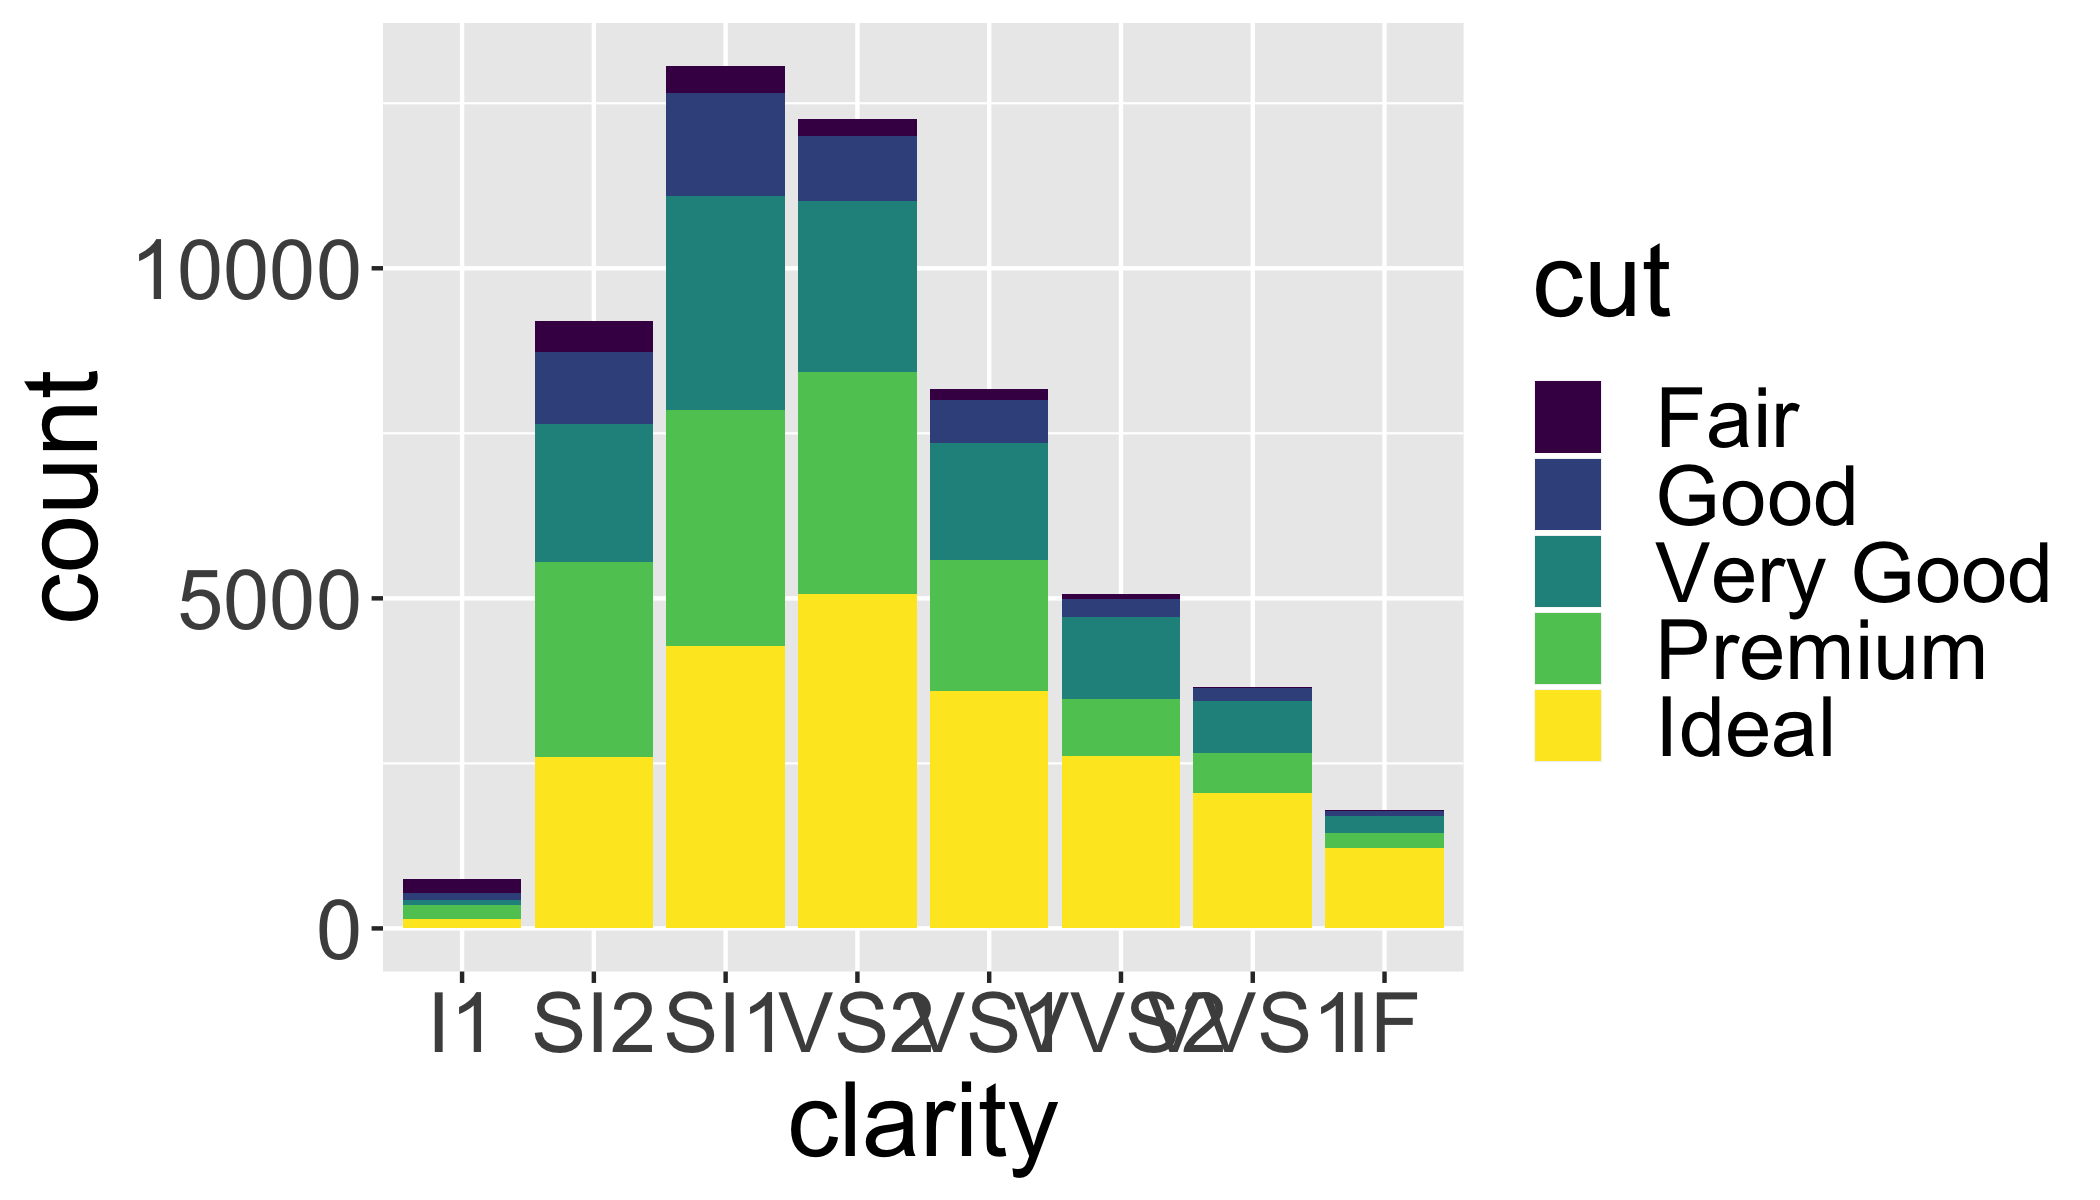 count
10000
5000
0
I1 SI2 SI1 VS2 VS1 VVS2 VVS1 IF
clarity
cut
Fair
Good
Very Good
Premium
Ideal